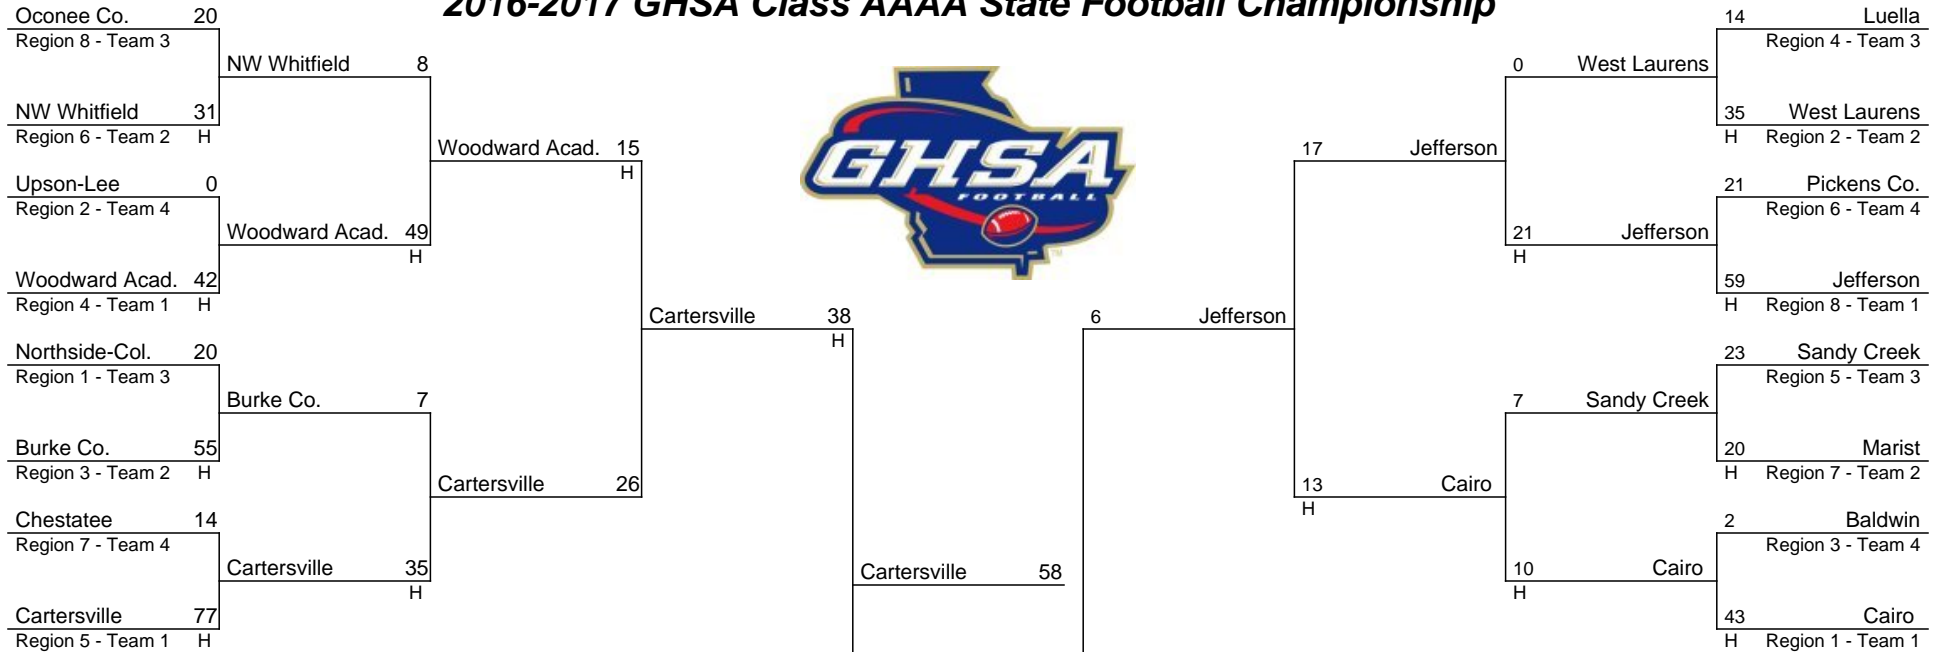 2016-2017 GHSA Class AAAA State Football Championship
Oconee Co. 20
Region 8 - Team 3
NW Whitfield 8
NW Whitfield 31
Region 6 - Team 2 H
Woodward Acad. 15
H
Upson-Lee 0
Region 2 - Team 4
Woodward Acad. 49
H
Woodward Acad. 42
Region 4 - Team 1 H
Cartersville 38
H
Northside-Col. 20
Region 1 - Team 3
Burke Co. 7
Burke Co. 55
Region 3 - Team 2 H
Cartersville 26
Chestatee 14
Region 7 - Team 4
Cartersville 35
H
Cartersville 77
Region 5 - Team 1 H
Cartersville 58
GHSA
FOOTBALL
TM
14 Luella
Region 4 - Team 3
0 West Laurens
35 West Laurens
H Region 2 - Team 2
17 Jefferson
21 Pickens Co.
Region 6 - Team 4
21 Jefferson
H
59 Jefferson
H Region 8 - Team 1
6 Jefferson
23 Sandy Creek
Region 5 - Team 3
7 Sandy Creek
20 Marist
H Region 7 - Team 2
13 Cairo
H
2 Baldwin
Region 3 - Team 4
10 Cairo
H
43 Cairo
H Region 1 - Team 1